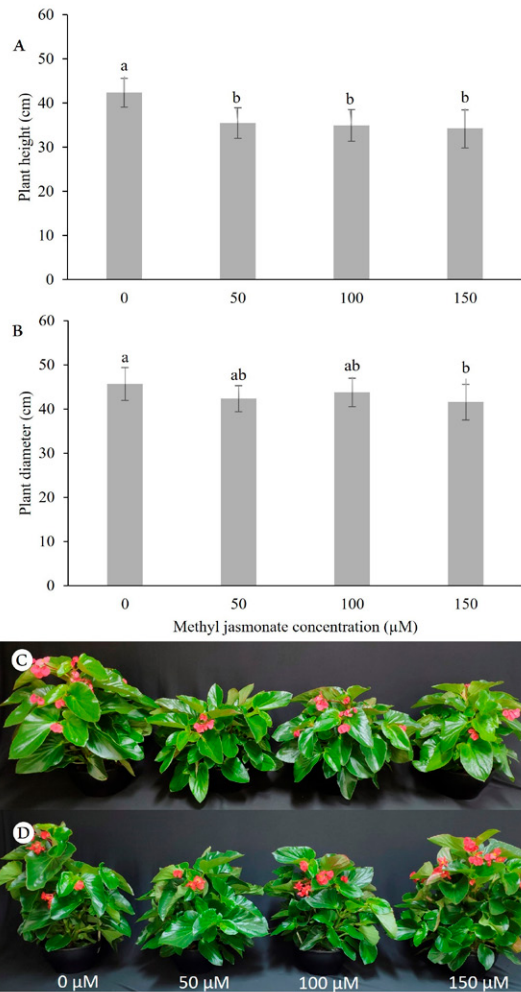 A
Plant height (cm)
60
50
40
30
20
10
0
a
b
b
b
0
50
100
150
B
Plant diameter (cm)
60
50
40
30
20
10
0
a
ab
ab
b
0
50
100
150
Methyl jasmonate concentration (µM)
C
D
0 µM
50 µM
100 µM
150 µM